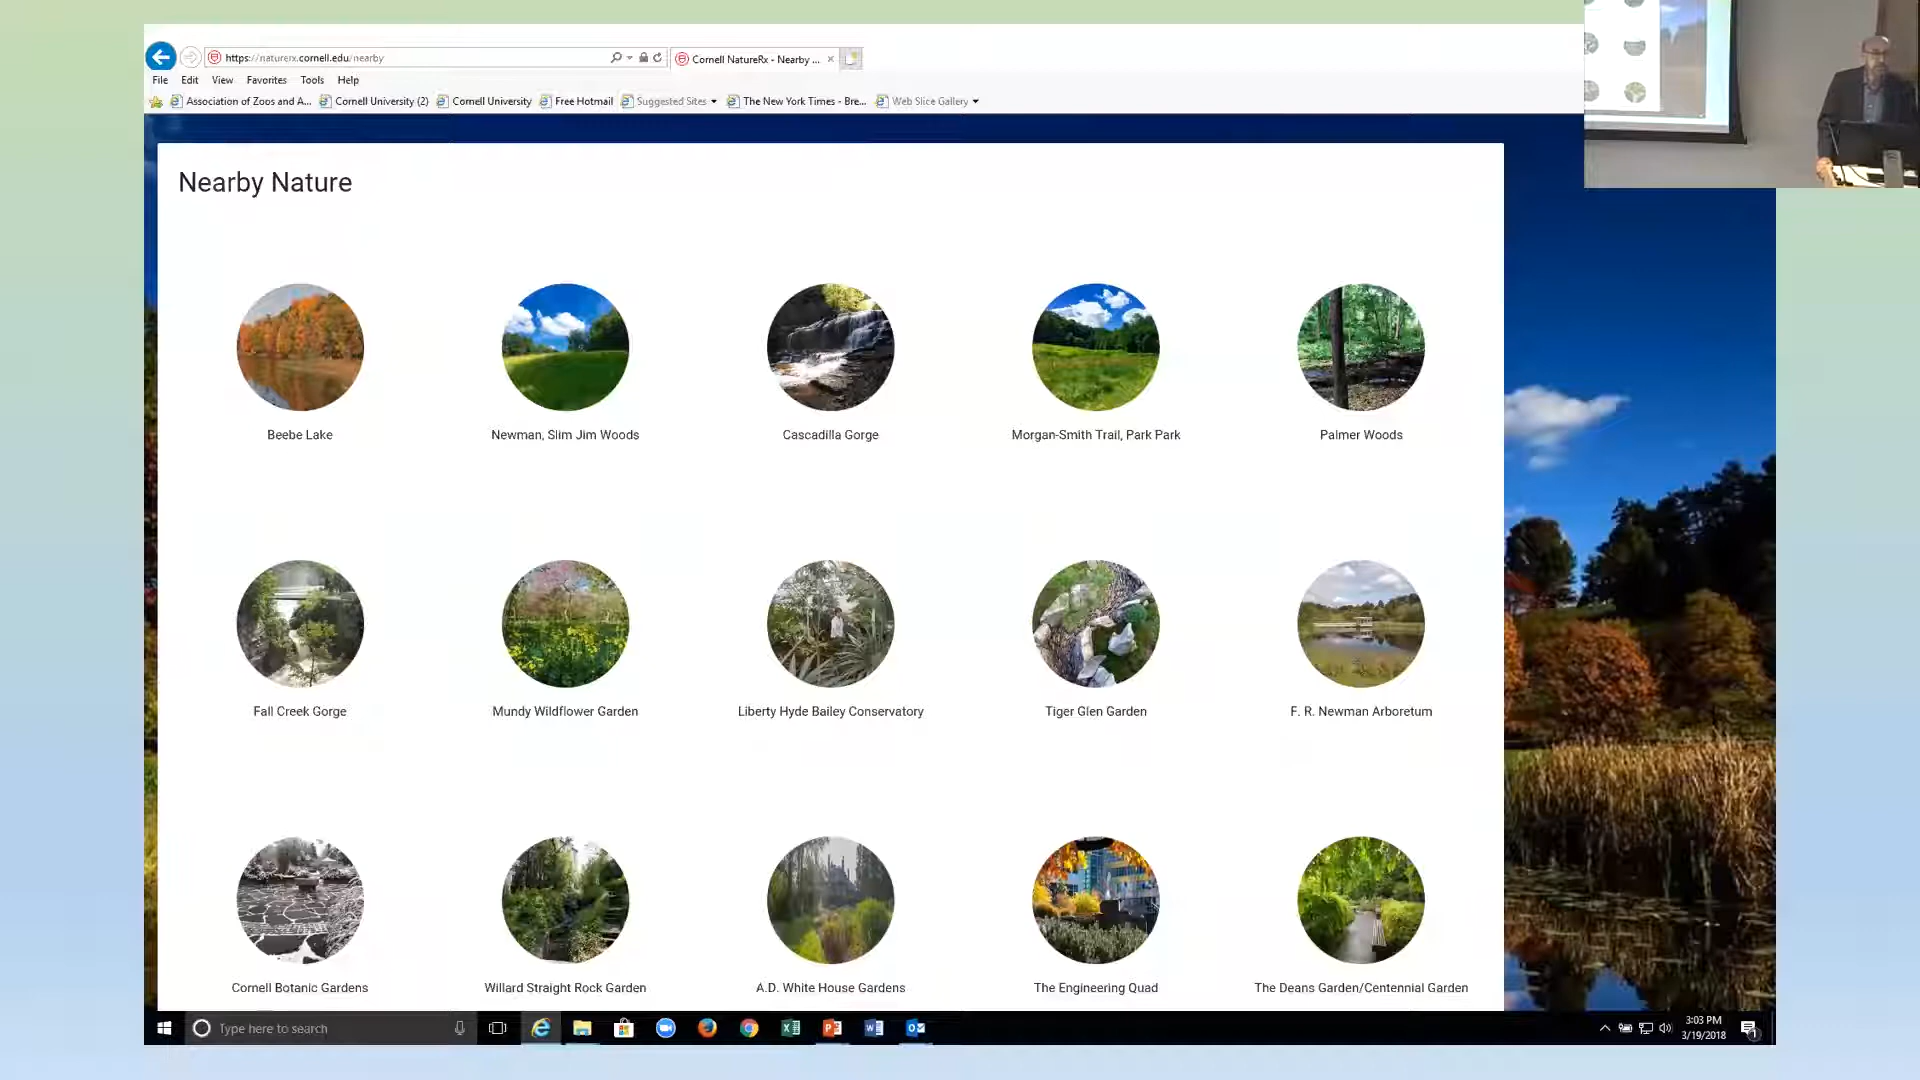 https://naturerx.cornell.edu/nearby
Cornell NatureRx - Nearby ...
File Edit View Favorites Tools Help
Association of Zoos and A... Cornell University (2) Cornell University Free Hotmail Suggested Sites The New York Times - Bre... Web Slice Gallery
Nearby Nature
Beebe Lake
Newman, Slim Jim Woods
Cascadilla Gorge
Morgan-Smith Trail, Park Park
Palmer Woods
Fall Creek Gorge
Mundy Wildflower Garden
Liberty Hyde Bailey Conservatory
Tiger Glen Garden
F. R. Newman Arboretum
Cornell Botanic Gardens
Willard Straight Rock Garden
A.D. White House Gardens
The Engineering Quad
The Deans Garden/Centennial Garden
Type here to search
3:03 PM
3/19/2018
1